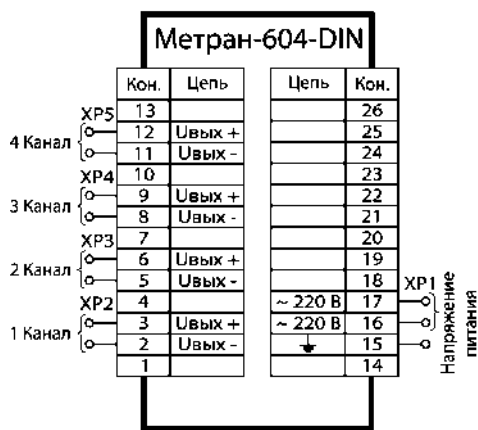 Метран-604-DIN
Кон. Цепь Цепь Кон.
XP5 13 26
4 Канал 12 Uвых + 25
11 Uвых - 24
XP4 10 23
3 Канал 9 Uвых + 22
8 Uвых - 21
XP3 7 20
2 Канал 6 Uвых + 19
5 Uвых - 18 XP1
XP2 4 ~ 220 В 17
1 Канал 3 Uвых + ~ 220 В 16
2 Uвых - 15
1 14
Напряжение
питания